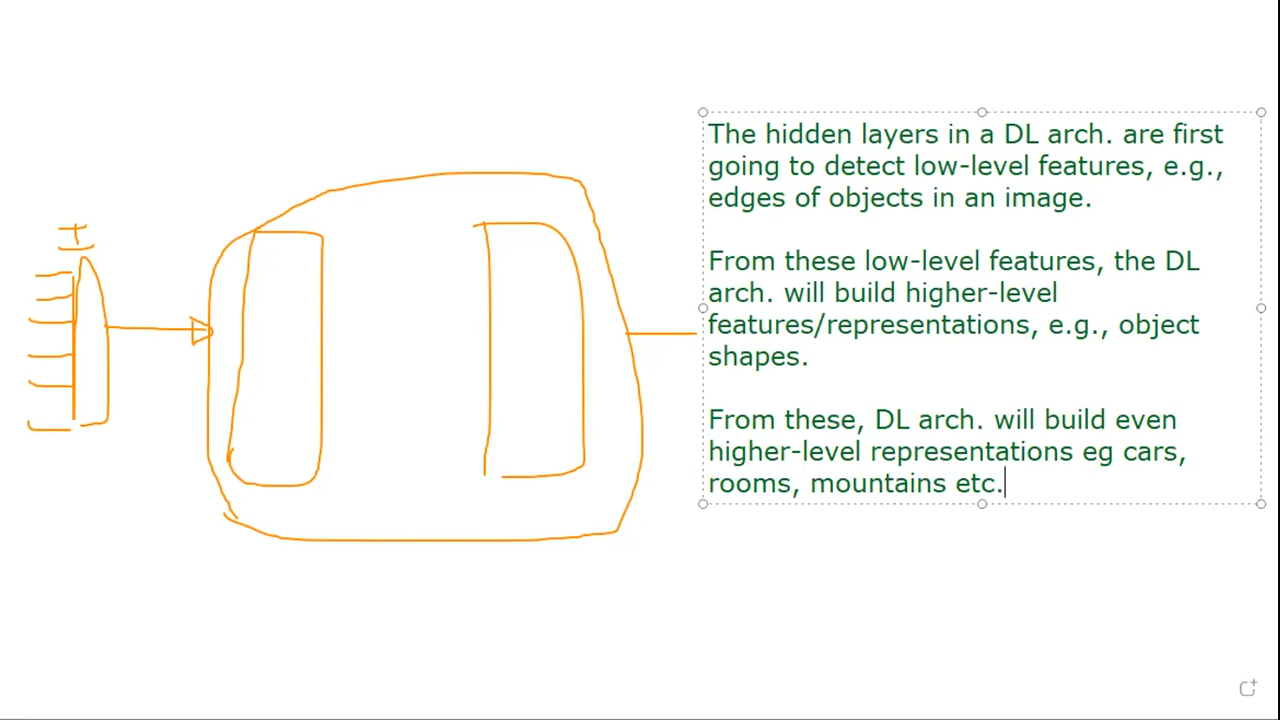 The hidden layers in a DL arch. are first
going to detect low-level features, e.g.,
edges of objects in an image.
From these low-level features, the DL
arch. will build higher-level
features/representations, e.g., object
shapes.
From these, DL arch. will build even
higher-level representations eg cars,
rooms, mountains etc.